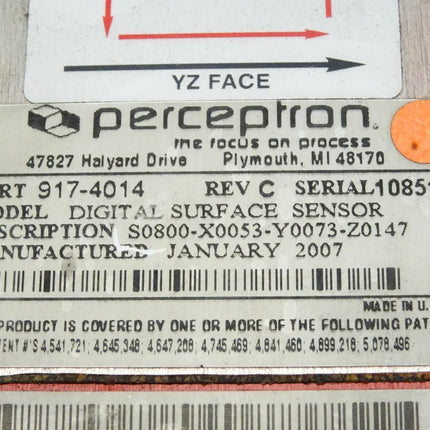 YZ FACE
perceptron
the focus on process
47827 Halyard Drive Plymouth, MI 48170
RT 917-4014 REV C SERIAL 1085
ODEL DIGITAL SURFACE SENSOR
SCRIPTION S0800-X0053-Y0073-Z0147
NUFACTURED JANUARY 2007
MADE IN U.
PRODUCT IS COVERED BY ONE OR MORE OF THE FOLLOWING PAT
ENT #'S 4,541,721; 4,645,348; 4,647,208; 4,745,469; 4,841,460; 4,899,218; 5,078,496